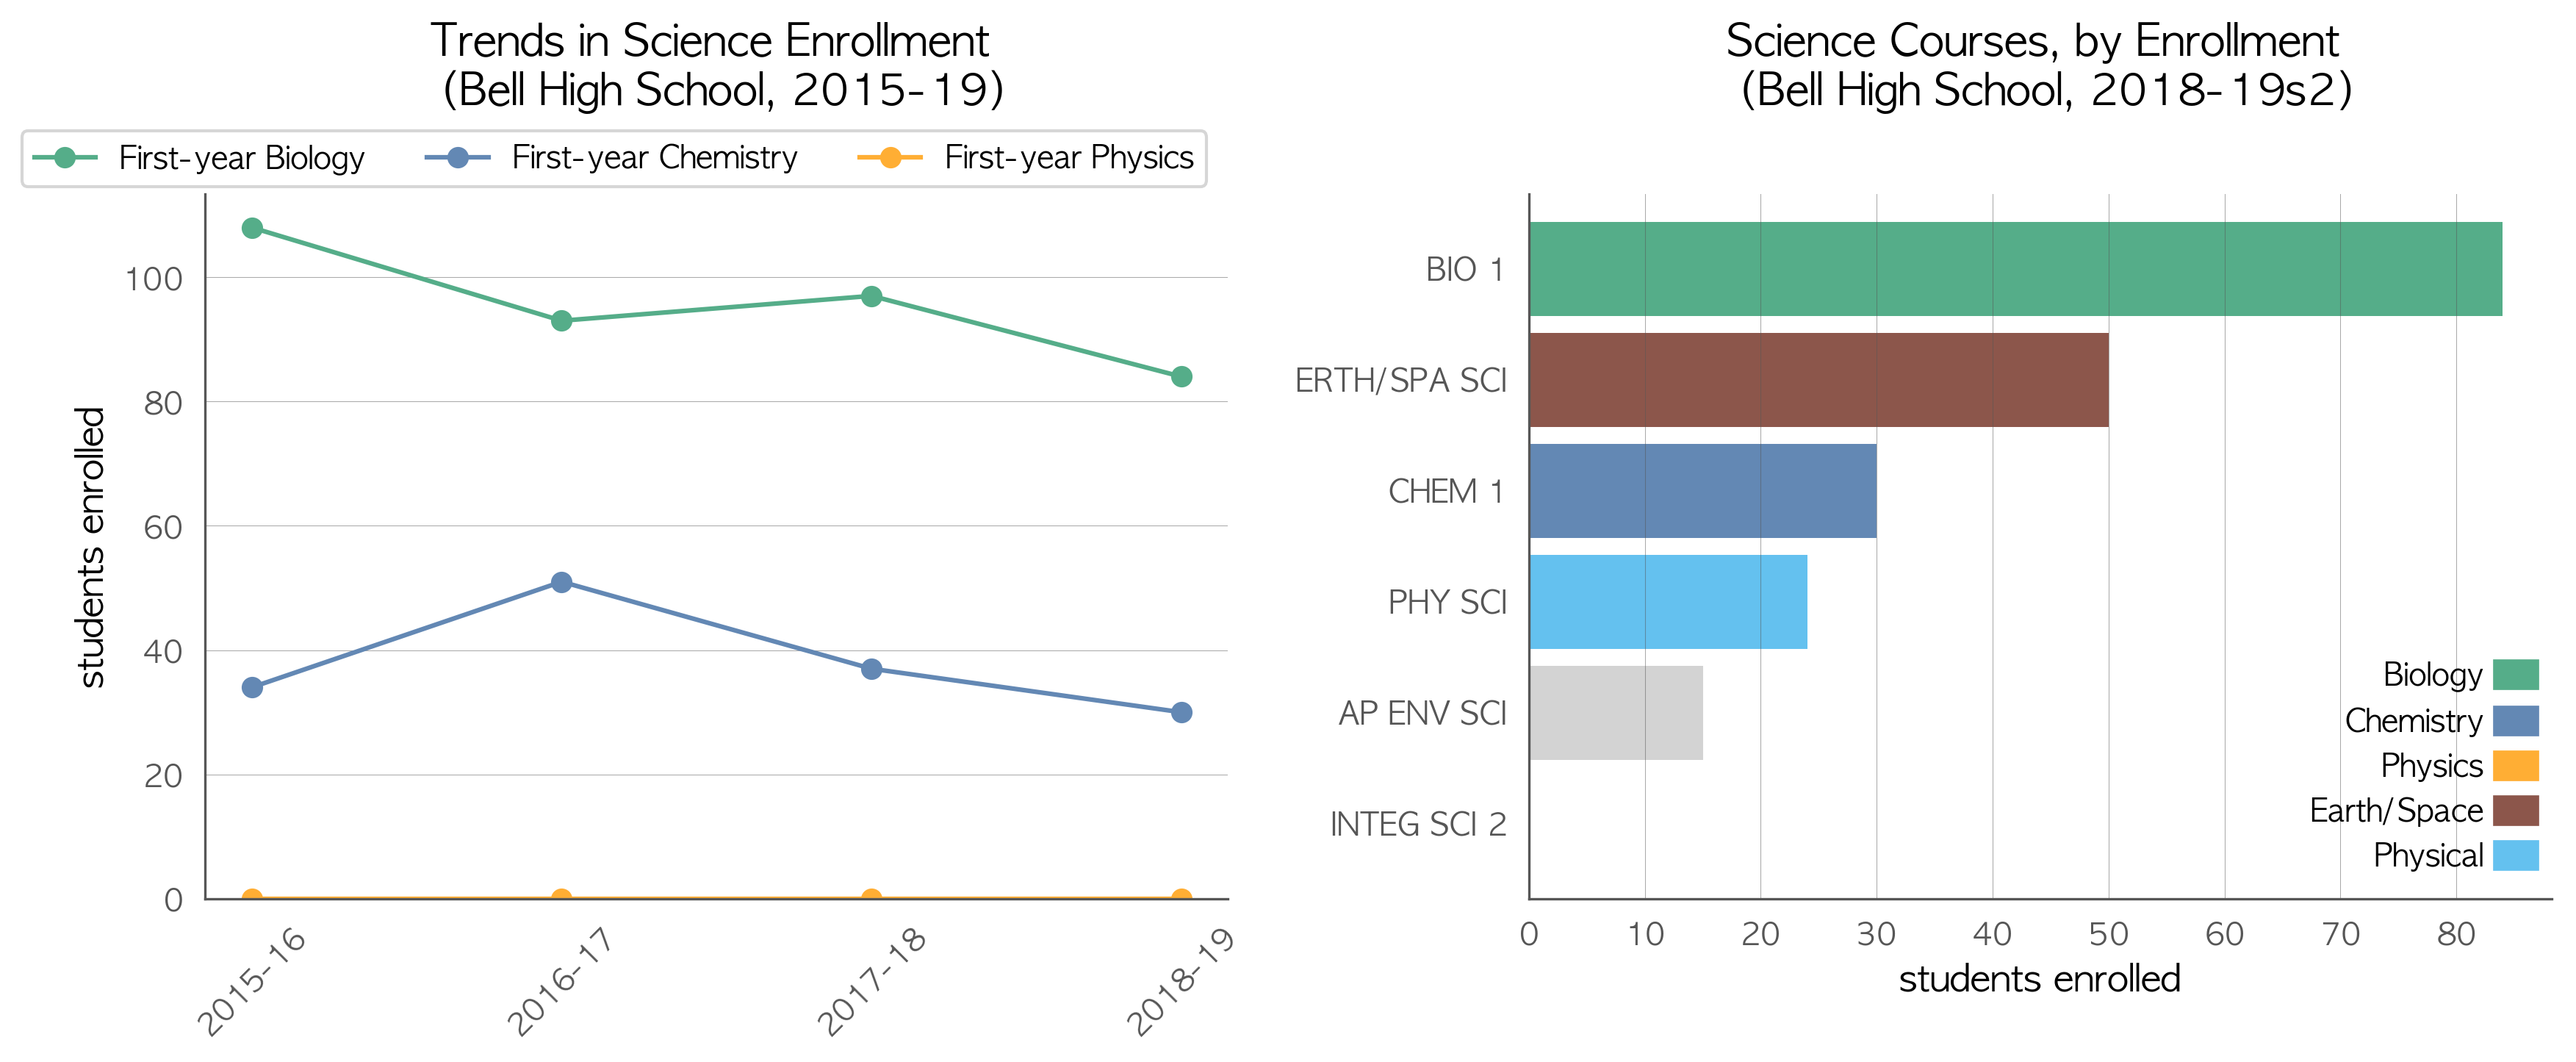 Trends in Science Enrollment
(Bell High School, 2015-19)
First-year Biology
First-year Chemistry
First-year Physics
students enrolled
100
80
60
40
20
0
2015-16
2016-17
2017-18
2018-19
Science Courses, by Enrollment
(Bell High School, 2018-19s2)
BIO 1
ERTH/SPA SCI
CHEM 1
PHY SCI
AP ENV SCI
INTEG SCI 2
Biology
Chemistry
Physics
Earth/Space
Physical
0 10 20 30 40 50 60 70 80
students enrolled